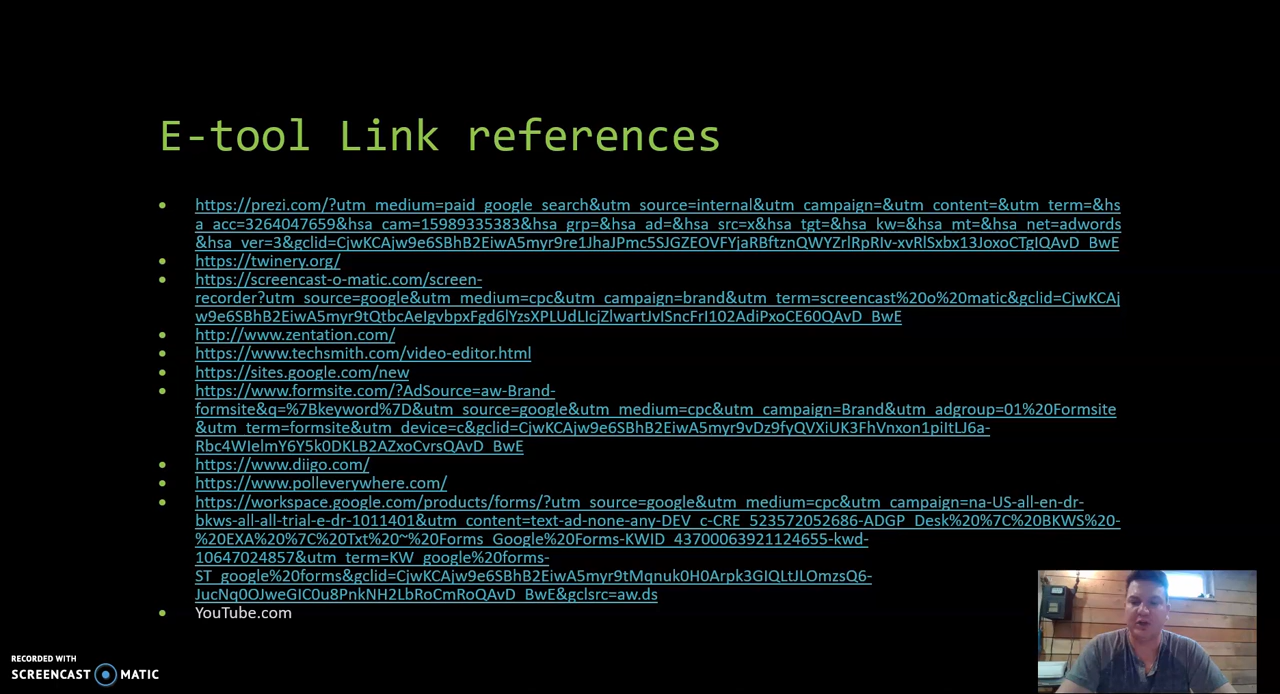 E-tool Link references
https://prezi.com/?utm_medium=paid_google_search&utm_source=internal&utm_campaign=&utm_content=&utm_term=&hs
a_acc=3264047659&hsa_cam=15989335383&hsa_grp=&hsa_ad=&hsa_src=x&hsa_tgt=&hsa_kw=&hsa_mt=&hsa_net=adwords
&hsa_ver=3&gclid=CjwKCAjw9e6SBhB2EiwA5myr9re1JhaJPmc5SJGZEOVFYjaRBftznQWYZrlRpRIv-xvRlSxbx13JoxoCTgIQAvD_BwE
https://twinery.org/
https://screencast-o-matic.com/screen-
recorder?utm_source=google&utm_medium=cpc&utm_campaign=brand&utm_term=screencast%20o%20matic&gclid=CjwKCAj
w9e6SBhB2EiwA5myr9tQtbcAeIgvbpxFgd6lYzsXPLUdLIcjZlwartJvISncFrI102AdiPxoCE60QAvD_BwE
http://www.zentation.com/
https://www.techsmith.com/video-editor.html
https://sites.google.com/new
https://www.formsite.com/?AdSource=aw-Brand-
formsite&q=%7Bkeyword%7D&utm_source=google&utm_medium=cpc&utm_campaign=Brand&utm_adgroup=01%20Formsite
&utm_term=formsite&utm_device=c&gclid=CjwKCAjw9e6SBhB2EiwA5myr9vDz9fyQVXiUK3FhVnxon1piItLJ6a-
Rbc4WIelmY6Y5k0DKLB2AZxoCvrsQAvD_BwE
https://www.diigo.com/
https://www.polleverywhere.com/
https://workspace.google.com/products/forms/?utm_source=google&utm_medium=cpc&utm_campaign=na-US-all-en-dr-
bkws-all-all-trial-e-dr-1011401&utm_content=text-ad-none-any-DEV_c-CRE_523572052686-ADGP_Desk%20%7C%20BKWS%20-
%20EXA%20%7C%20Txt%20~%20Forms_Google%20Forms-KWID_43700063921124655-kwd-
10647024857&utm_term=KW_google%20forms-
ST_google%20forms&gclid=CjwKCAjw9e6SBhB2EiwA5myr9tMqnuk0H0Arpk3GIQLtJLOmzsQ6-
JucNq0OJweGIC0u8PnkNH2LbRoCmRoQAvD_BwE&gclsrc=aw.ds
YouTube.com
RECORDED WITH
SCREENCAST MATIC